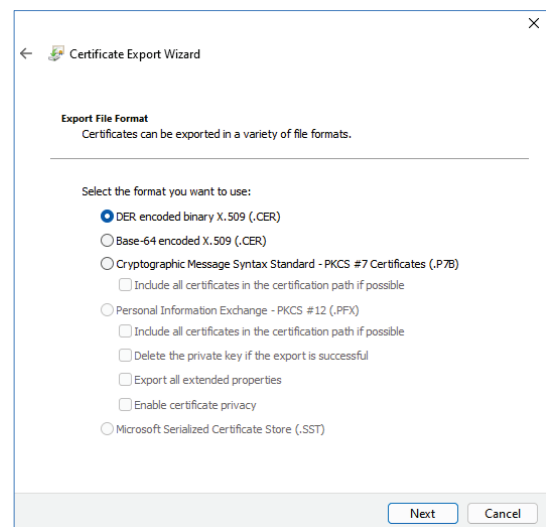 Certificate Export Wizard
Export File Format
Certificates can be exported in a variety of file formats.
Select the format you want to use:
DER encoded binary X.509 (.CER)
Base-64 encoded X.509 (.CER)
Cryptographic Message Syntax Standard - PKCS #7 Certificates (.P7B)
Include all certificates in the certification path if possible
Personal Information Exchange - PKCS #12 (.PFX)
Include all certificates in the certification path if possible
Delete the private key if the export is successful
Export all extended properties
Enable certificate privacy
Microsoft Serialized Certificate Store (.SST)
Next Cancel